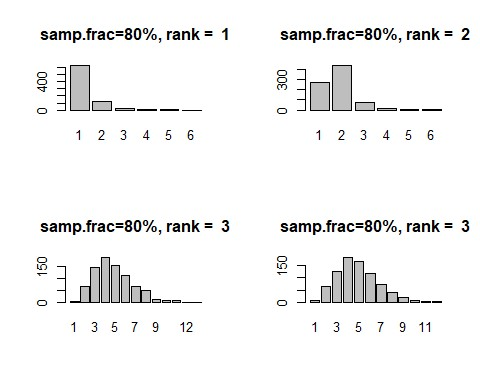 samp.frac=80%, rank = 1
400
0
1 2 3 4 5 6
samp.frac=80%, rank = 2
300
0
1 2 3 4 5 6
samp.frac=80%, rank = 3
150
0
1 3 5 7 9 12
samp.frac=80%, rank = 3
150
0
1 3 5 7 9 11